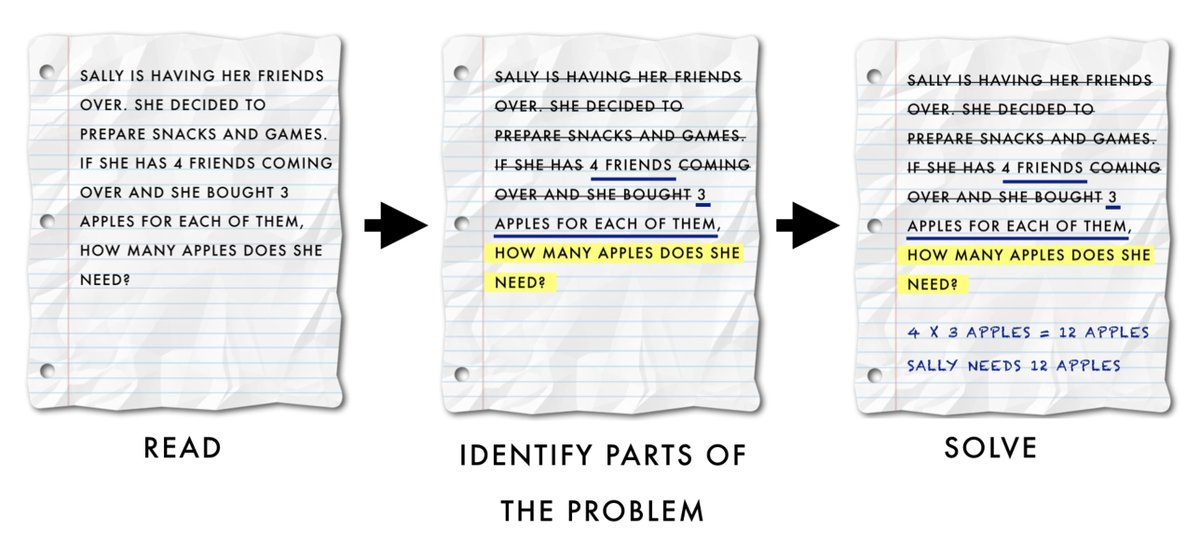 SALLY IS HAVING HER FRIENDS
OVER. SHE DECIDED TO
PREPARE SNACKS AND GAMES.
IF SHE HAS 4 FRIENDS COMING
OVER AND SHE BOUGHT 3
APPLES FOR EACH OF THEM,
HOW MANY APPLES DOES SHE
NEED?
READ
SALLY IS HAVING HER FRIENDS
OVER. SHE DECIDED TO
PREPARE SNACKS AND GAMES.
IF SHE HAS 4 FRIENDS COMING
OVER AND SHE BOUGHT 3
APPLES FOR EACH OF THEM,
HOW MANY APPLES DOES SHE
NEED?
IDENTIFY PARTS OF
THE PROBLEM
SALLY IS HAVING HER FRIENDS
OVER. SHE DECIDED TO
PREPARE SNACKS AND GAMES.
IF SHE HAS 4 FRIENDS COMING
OVER AND SHE BOUGHT 3
APPLES FOR EACH OF THEM,
HOW MANY APPLES DOES SHE
NEED?
4 X 3 APPLES = 12 APPLES
SALLY NEEDS 12 APPLES
SOLVE